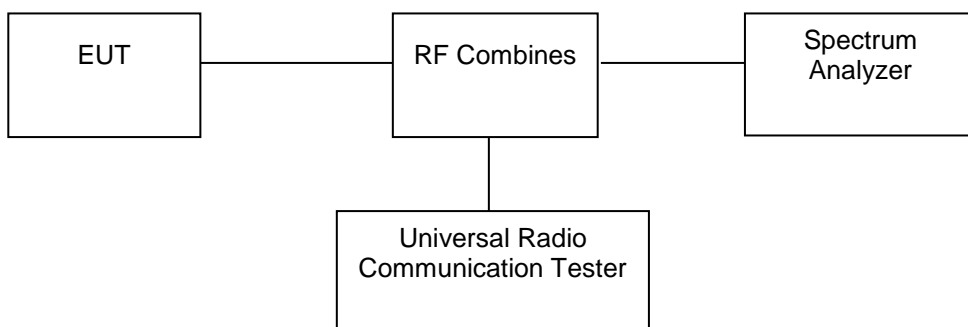 EUT
RF Combines
Spectrum
Analyzer
Universal Radio
Communication Tester